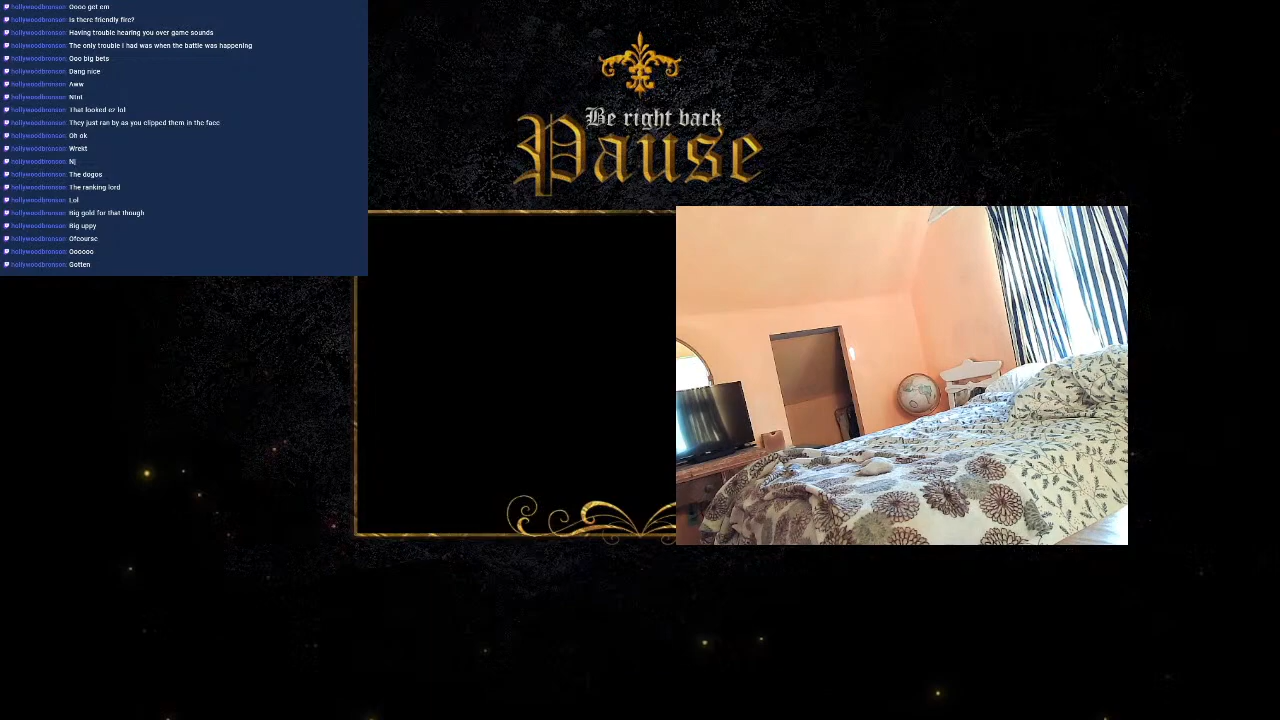 hollywoodbronson: Oooo get em
hollywoodbronson: Is there friendly fire?
hollywoodbronson: Having trouble hearing you over game sounds
hollywoodbronson: The only trouble I had was when the battle was happening
hollywoodbronson: Ooo big bets
hollywoodbronson: Dang nice
hollywoodbronson: Aww
hollywoodbronson: Ntnt
hollywoodbronson: That looked ez lol
hollywoodbronson: They just ran by as you clipped them in the face
hollywoodbronson: Oh ok
hollywoodbronson: Wrekt
hollywoodbronson: Nj
hollywoodbronson: The dogos
hollywoodbronson: The ranking lord
hollywoodbronson: Lol
hollywoodbronson: Big gold for that though
hollywoodbronson: Big uppy
hollywoodbronson: Ofcourse
hollywoodbronson: Oooooo
hollywoodbronson: Gotten
Be right back
Pause